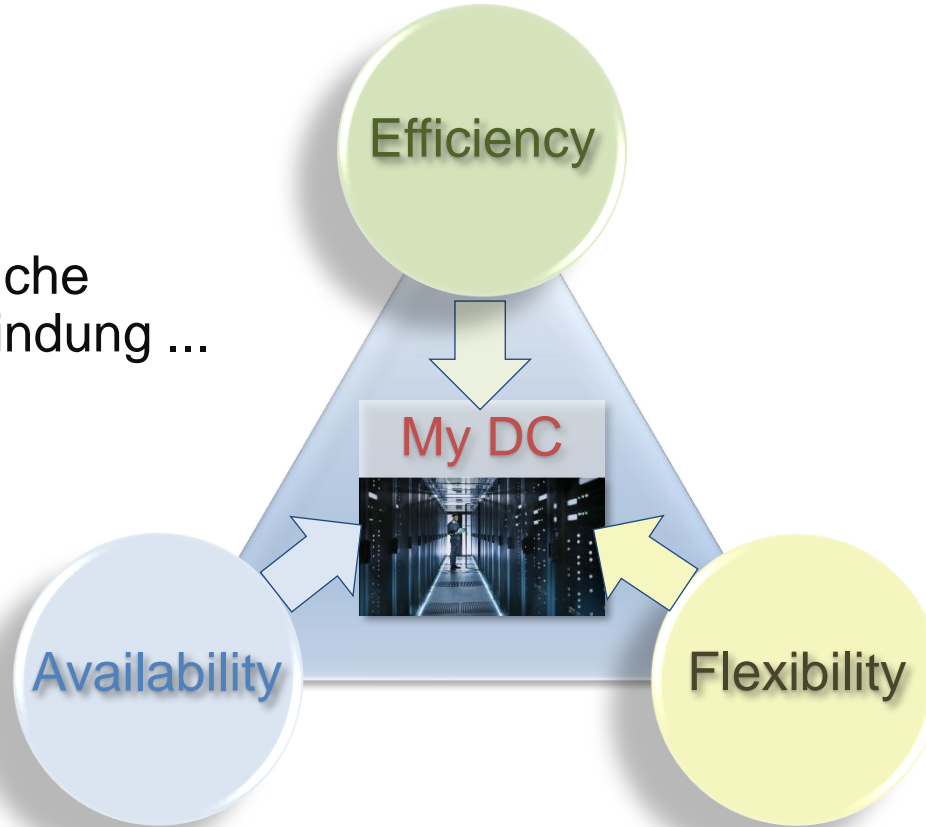 Efficiency
che
indung ...
My DC
Availability
Flexibility